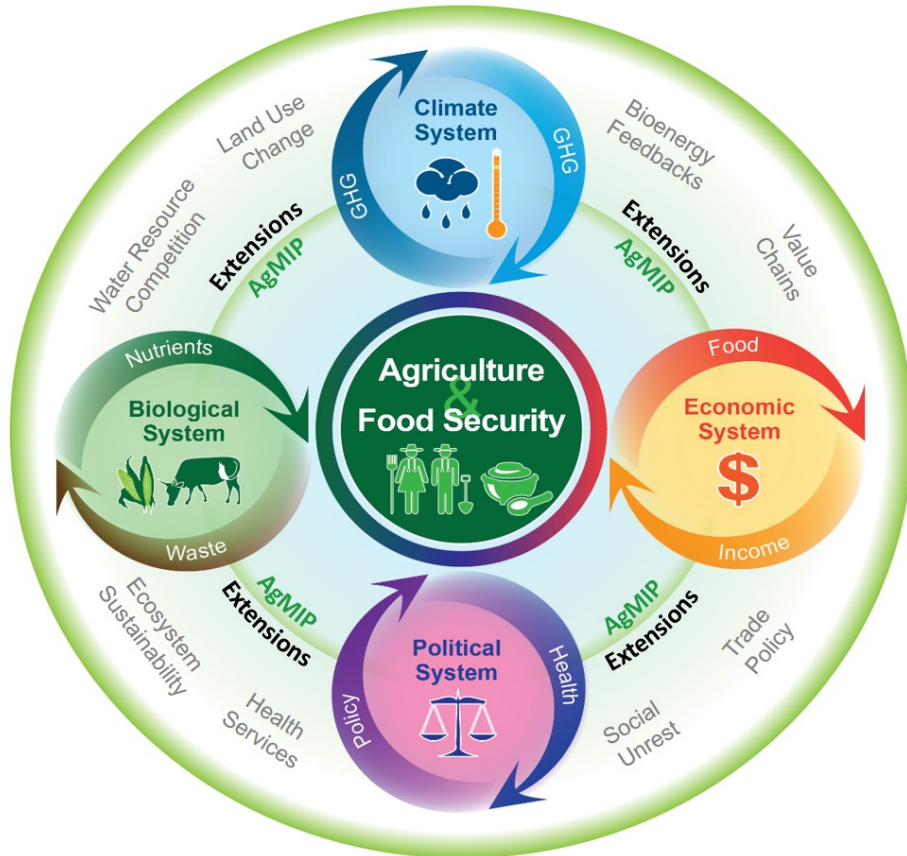 Climate
System
GHG
GHG
Land Use
Change
Bioenergy
Feedbacks
Water Resource
Competition
Value
Chains
Extensions
AgMIP
Extensions
AgMIP
Nutrients
Biological
System
Waste
Agriculture
&
Food Security
Food
Economic
System
$
Income
AgMIP
Extensions
AgMIP
Extensions
Ecosystem
Sustainability
Health
Services
Political
System
Policy
Health
Trade
Policy
Social
Unrest